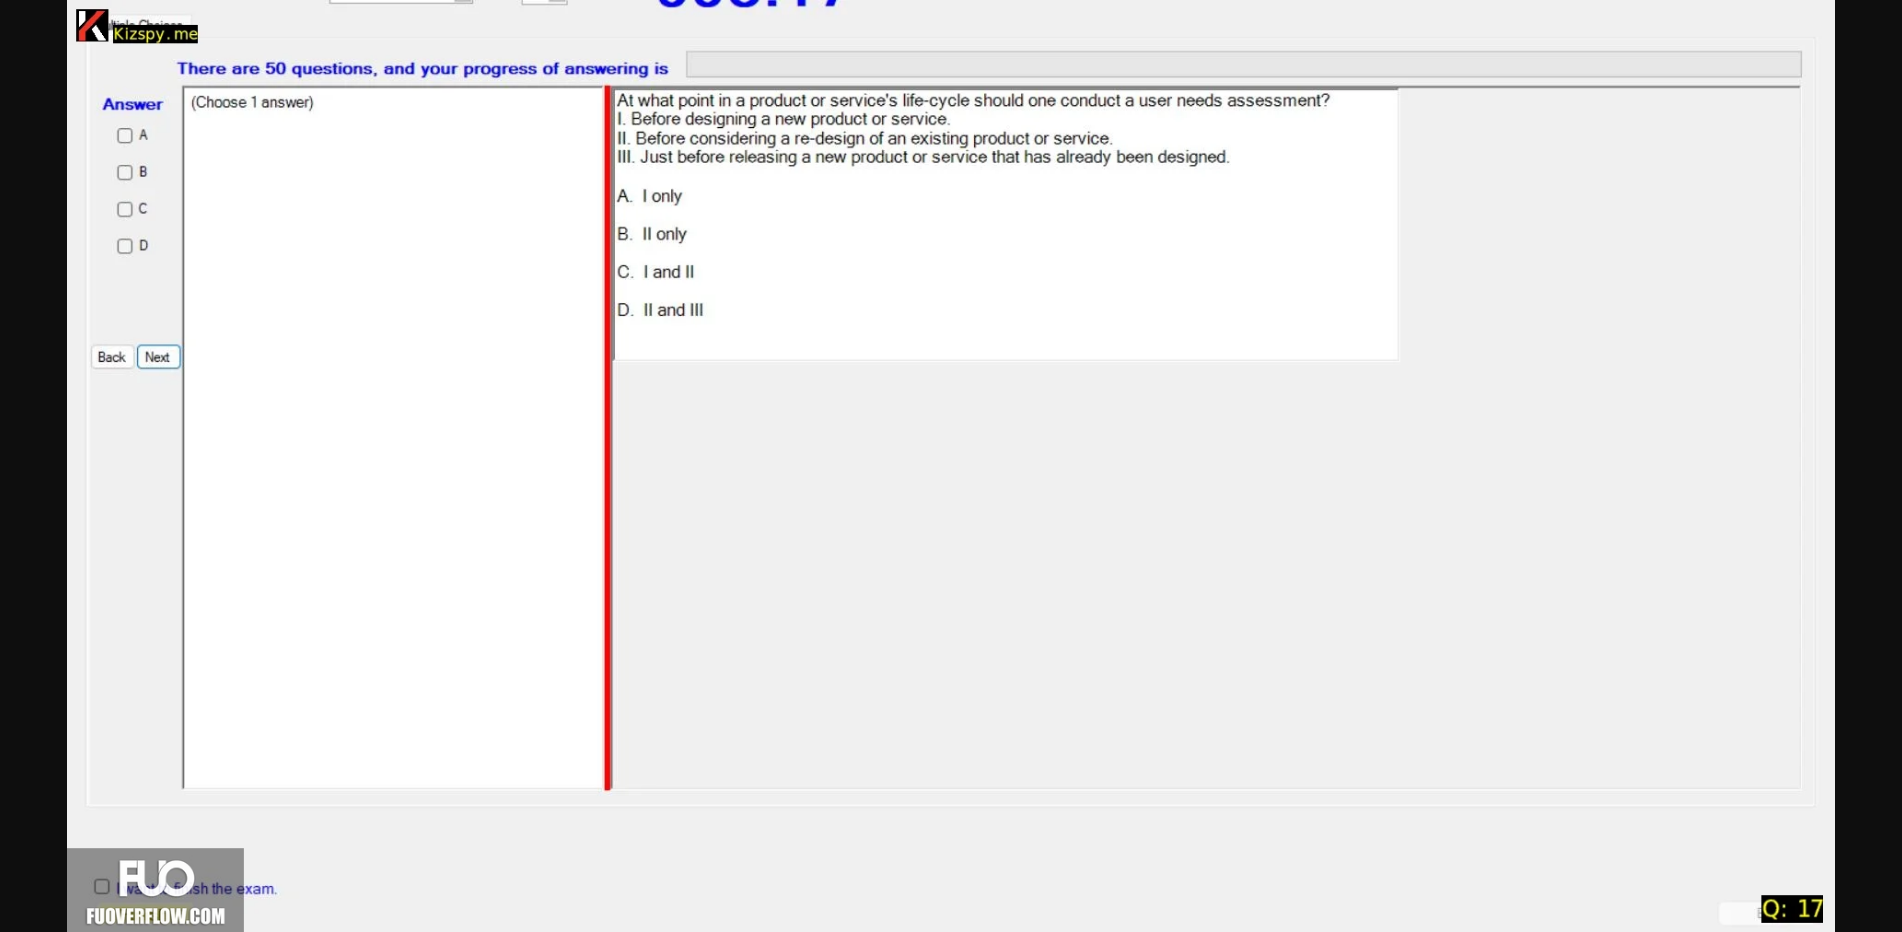 Kizspy.me
There are 50 questions, and your progress of answering is
Answer
(Choose 1 answer)
A
B
C
D
Back
Next
At what point in a product or service's life-cycle should one conduct a user needs assessment?
I. Before designing a new product or service.
II. Before considering a re-design of an existing product or service.
III. Just before releasing a new product or service that has already been designed.
A. I only
B. II only
C. I and II
D. II and III
FUO
I want finish the exam.
FUOVERFLOW.COM
Q: 17